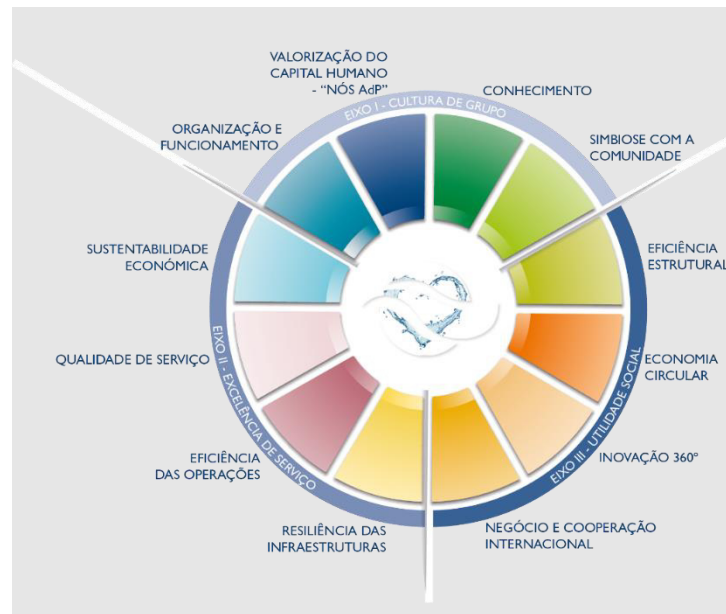 VALORIZAÇÃO DO
CAPITAL HUMANO
- "NÓS AdP"
CONHECIMENTO
EIXO I - CULTURA DE GRUPO
ORGANIZAÇÃO E
FUNCIONAMENTO
SIMBIOSE COM A
COMUNIDADE
SUSTENTABILIDADE
ECONÓMICA
EFICIÊNCIA
ESTRUTURAL
QUALIDADE DE SERVIÇO
ECONOMIA
CIRCULAR
EIXO II - EXCELÊNCIA DE SERVIÇO
EIXO III - UTILIDADE SOCIAL
EFICIÊNCIA
DAS OPERAÇÕES
INOVAÇÃO 360º
RESILIÊNCIA DAS
INFRAESTRUTURAS
NEGÓCIO E COOPERAÇÃO
INTERNACIONAL